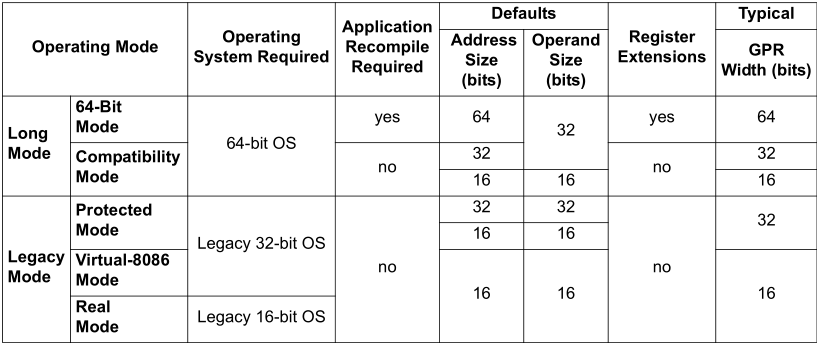 Operating Mode
Operating
System Required
Application
Recompile
Required
Defaults
Address
Size
(bits)
Operand
Size
(bits)
Register
Extensions
Typical
GPR
Width (bits)
Long
Mode
64-Bit
Mode
64-bit OS
yes
64
32
yes
64
Compatibility
Mode
no
32
no
32
16
16
16
Legacy
Mode
Protected
Mode
Legacy 32-bit OS
no
32
32
no
32
16
16
Virtual-8086
Mode
16
16
16
Real
Mode
Legacy 16-bit OS